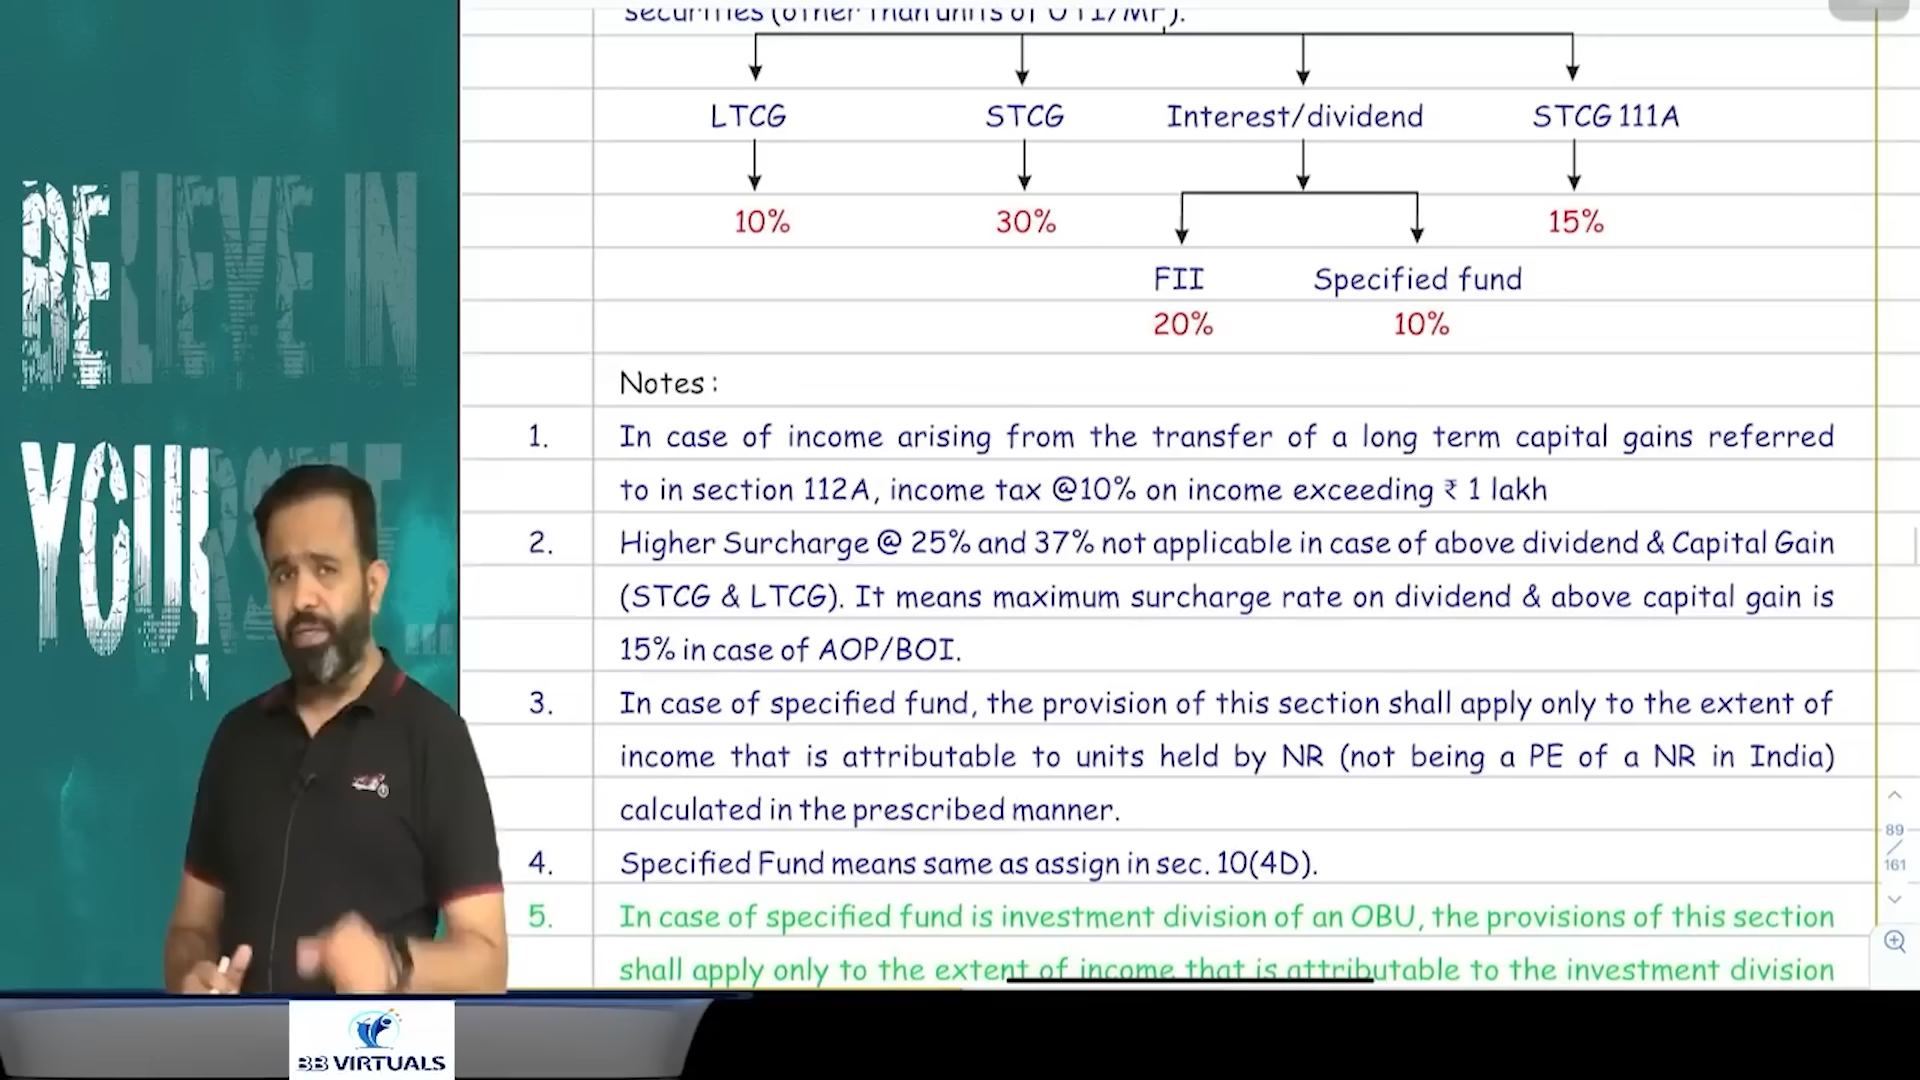 securities (other than units of UTI/MF).
LTCG STCG Interest/dividend STCG 111A
10% 30% 15%
FII Specified fund
20% 10%
Notes :
1. In case of income arising from the transfer of a long term capital gains referred
to in section 112A, income tax @10% on income exceeding ₹ 1 lakh
2. Higher Surcharge @ 25% and 37% not applicable in case of above dividend & Capital Gain
(STCG & LTCG). It means maximum surcharge rate on dividend & above capital gain is
15% in case of AOP/BOI.
3. In case of specified fund, the provision of this section shall apply only to the extent of
income that is attributable to units held by NR (not being a PE of a NR in India)
calculated in the prescribed manner.
4. Specified Fund means same as assign in sec. 10(4D).
5. In case of specified fund is investment division of an OBU, the provisions of this section
shall apply only to the extent of income that is attributable to the investment division
89
/
161
BELIEVE IN
YOURSELF...
BB VIRTUALS